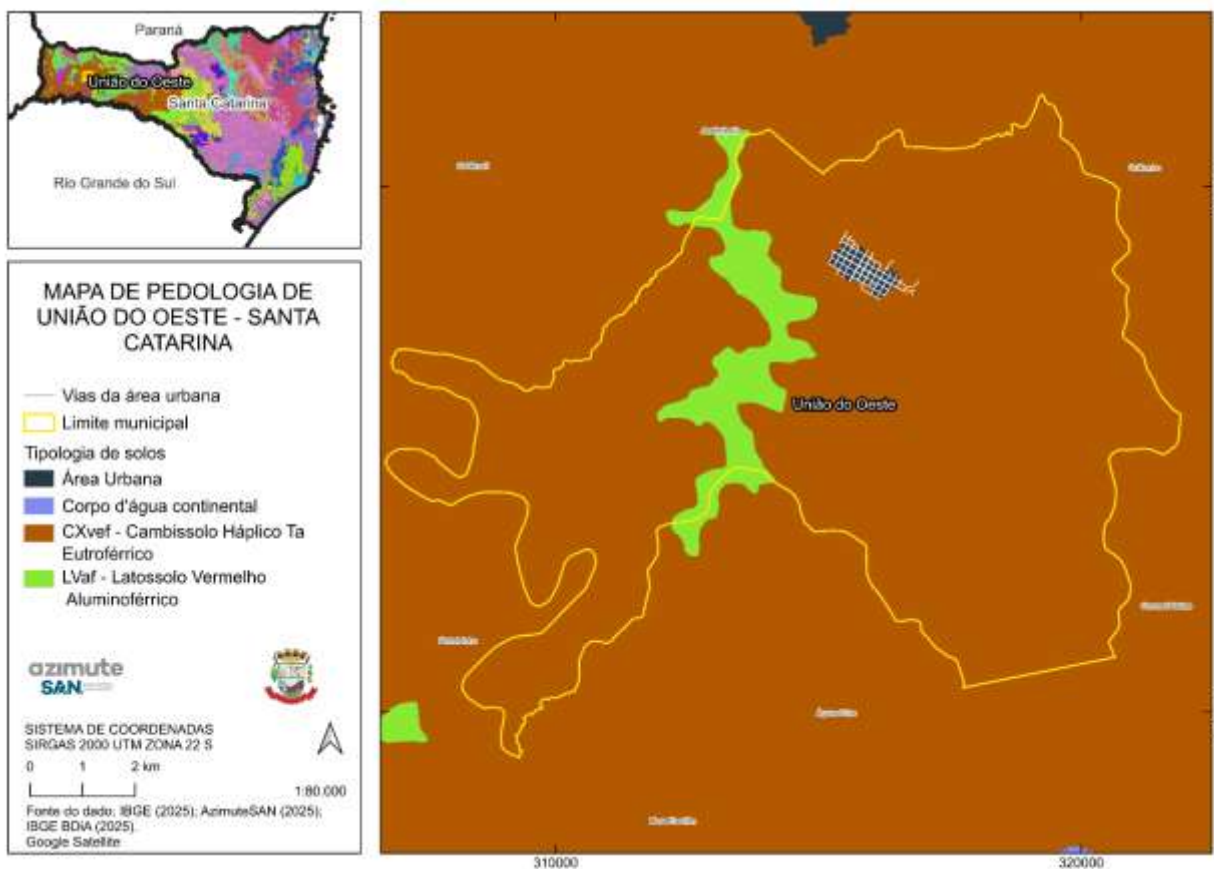 Paraná
União do Oeste
Santa Catarina
Rio Grande do Sul
MAPA DE PEDOLOGIA DE
UNIÃO DO OESTE - SANTA
CATARINA
Vias da área urbana
Limite municipal
Tipologia de solos
Área Urbana
Corpo d'água continental
CXvef - Cambissolo Háplico Ta
Eutroférrico
LVaf - Latossolo Vermelho
Aluminoférrico
azimute
SAN
SISTEMA DE COORDENADAS
SIRGAS 2000 UTM ZONA 22 S
0 1 2 km
1:80.000
Fonte do dado: IBGE (2025); AzimuteSAN (2025);
IBGE BDiA (2025).
Google Satellite
União do Oeste
310000
320000